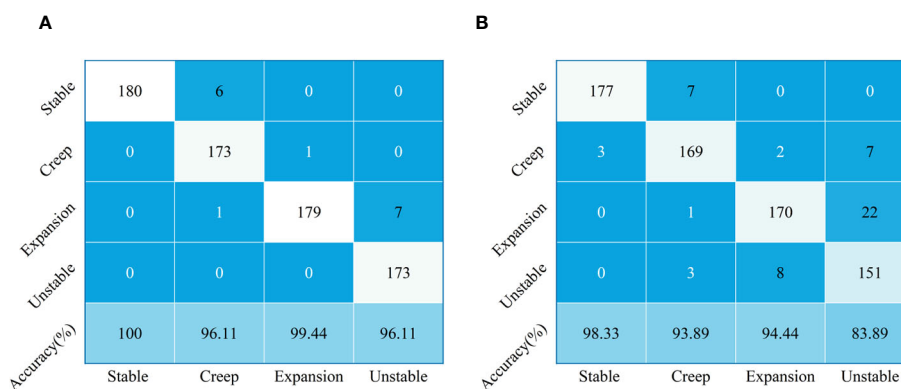 A
Stable 180 6 0 0
Creep 0 173 1 0
Expansion 0 1 179 7
Unstable 0 0 0 173
Accuracy(%) 100 96.11 99.44 96.11
Stable Creep Expansion Unstable
B
Stable 177 7 0 0
Creep 3 169 2 7
Expansion 0 1 170 22
Unstable 0 3 8 151
Accuracy(%) 98.33 93.89 94.44 83.89
Stable Creep Expansion Unstable